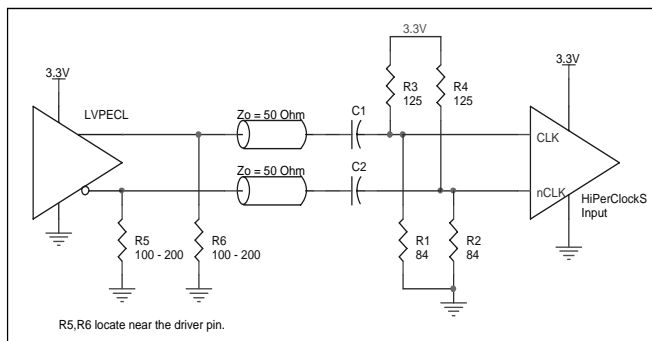 3.3V
3.3V
3.3V
LVPECL
R3
125
R4
125
Zo = 50 Ohm
C1
CLK
Zo = 50 Ohm
C2
nCLK
HiPerClockS
Input
R5
100 - 200
R6
100 - 200
R1
84
R2
84
R5,R6 locate near the driver pin.